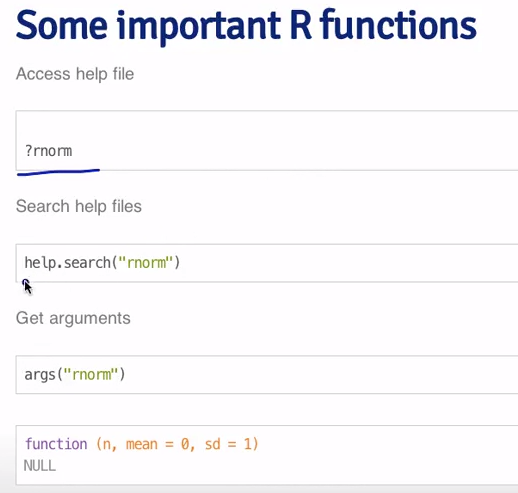 Some important R functions
Access help file
?rnorm
Search help files
help.search("rnorm")
Get arguments
args("rnorm")
function (n, mean = 0, sd = 1)
NULL